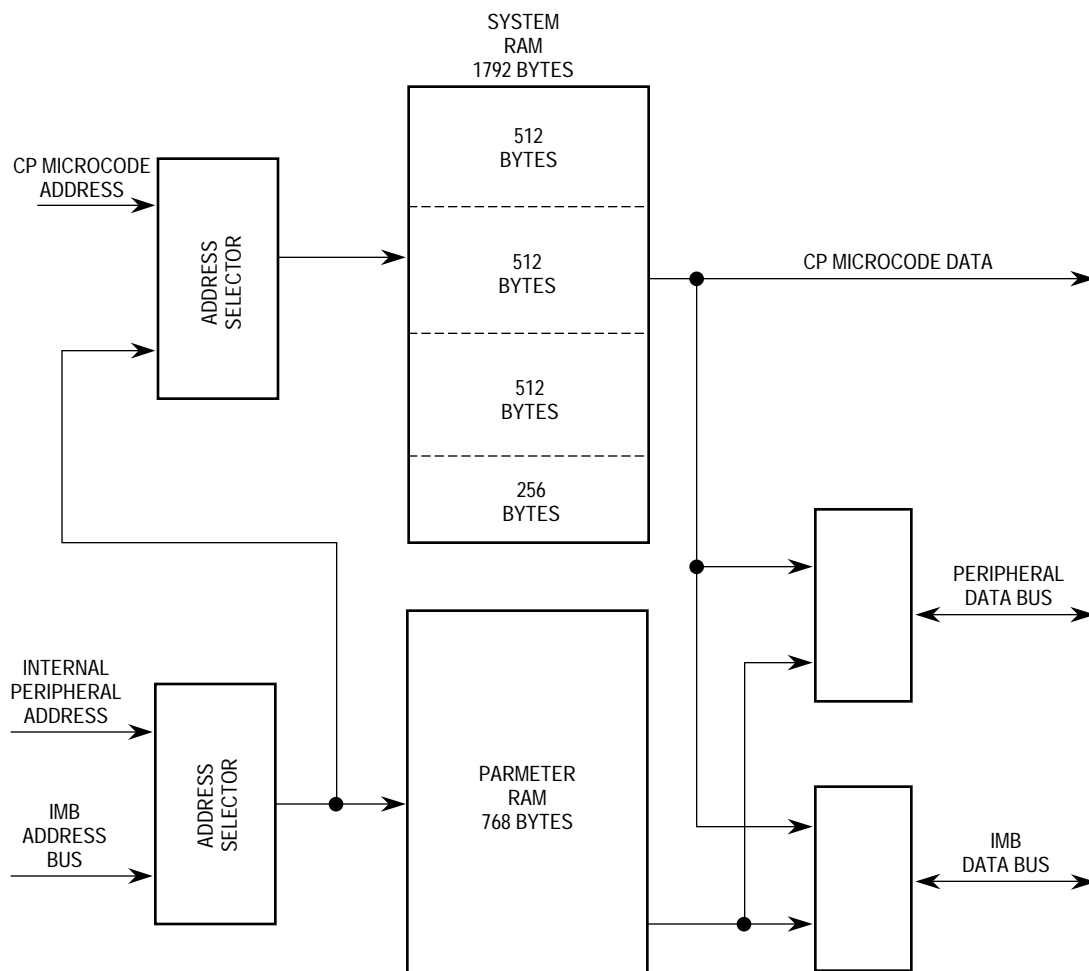 SYSTEM
RAM
1792 BYTES
512
BYTES
CP MICROCODE
ADDRESS
ADDRESS
SELECTOR
512
BYTES
CP MICROCODE DATA
512
BYTES
256
BYTES
PERIPHERAL
DATA BUS
INTERNAL
PERIPHERAL
ADDRESS
ADDRESS
SELECTOR
PARMETER
RAM
768 BYTES
IMB
ADDRESS
BUS
IMB
DATA BUS